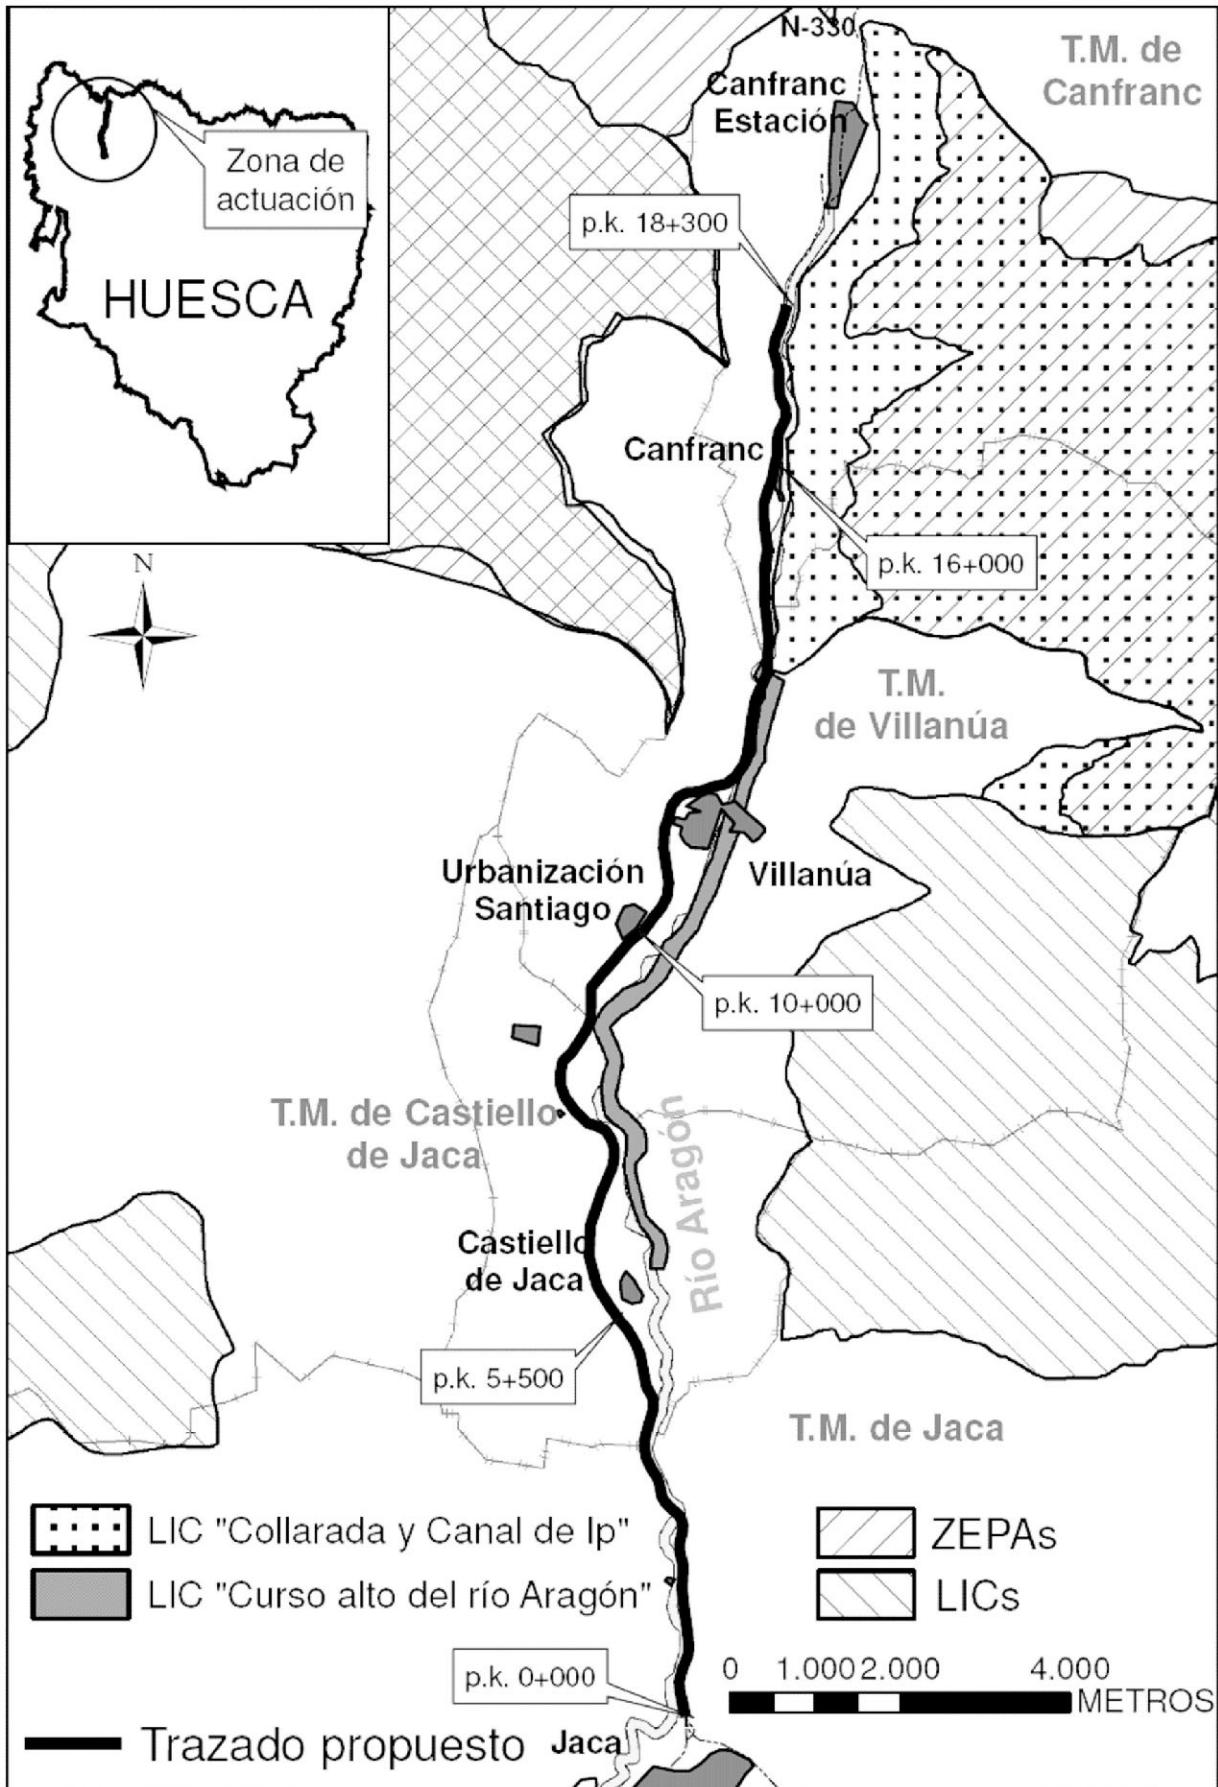 N-330
T.M. de
Canfranc
Canfranc
Estación
Zona de
actuación
p.k. 18+300
HUESCA
Canfranc
p.k. 16+000
N
T.M.
de Villanúa
Urbanización
Santiago
Villanúa
p.k. 10+000
T.M. de Castiello
de Jaca
Río Aragón
Castiello
de Jaca
p.k. 5+500
T.M. de Jaca
LIC "Collarada y Canal de Ip"
ZEPAs
LIC "Curso alto del río Aragón"
LICs
p.k. 0+000
0 1.000 2.000 4.000
METROS
Trazado propuesto
Jaca